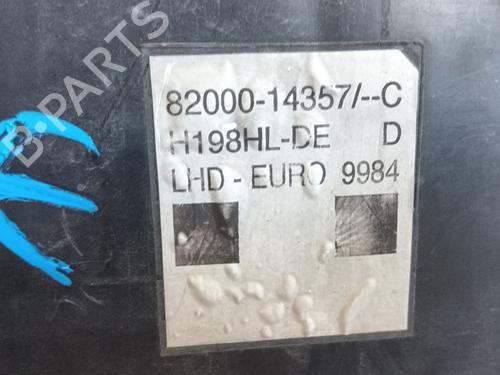 B-PARTS
82000-14357/--C
H198HL-DE D
LHD - EURO 9984